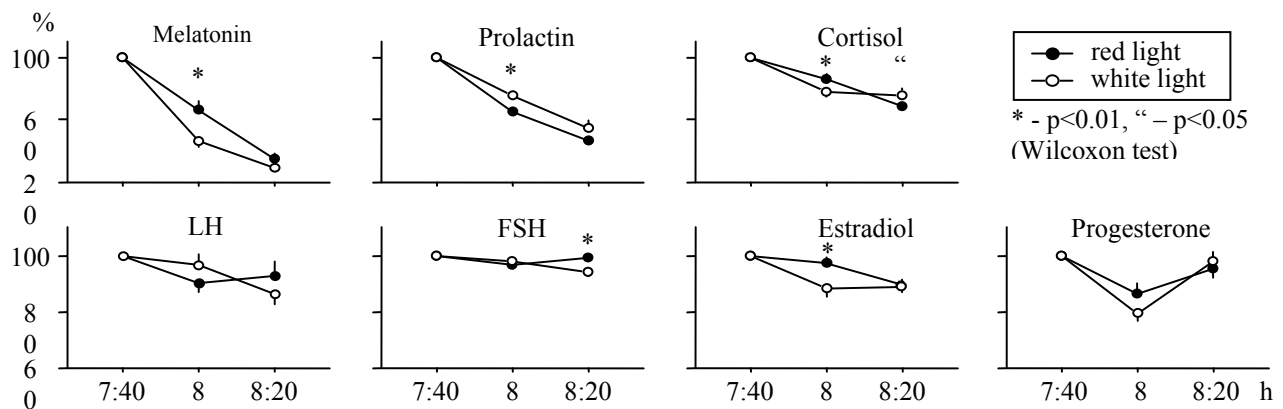 %
Melatonin
Prolactin
Cortisol
100
*
*
*
“
6
0
2
0
red light
white light
* - p<0.01, “ – p<0.05
(Wilcoxon test)
LH
FSH
Estradiol
Progesterone
100
*
*
8
0
6
0
7:40 8 8:20
7:40 8 8:20
7:40 8 8:20
7:40 8 8:20 h